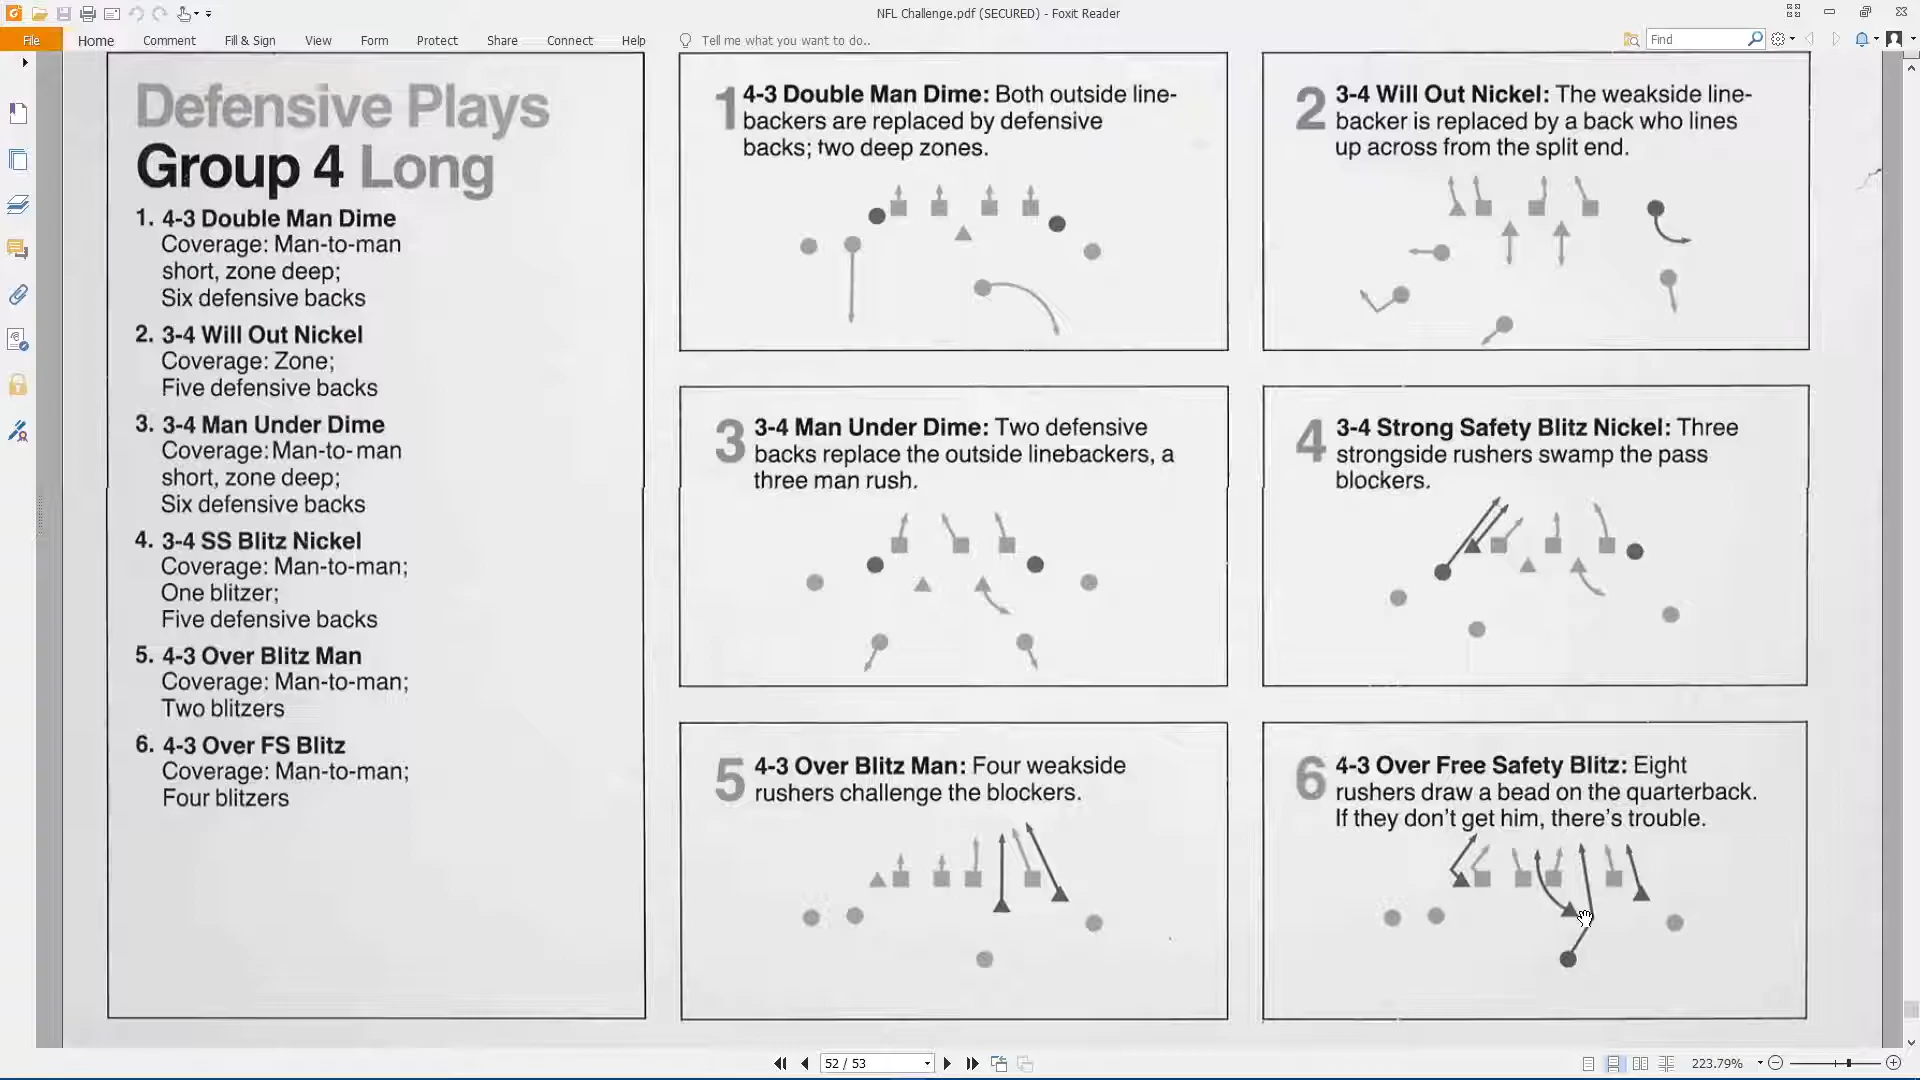 NFL Challenge.pdf (SECURED) - Foxit Reader
File Home Comment Fill & Sign View Form Protect Share Connect Help Tell me what you want to do.. Find
Defensive Plays
Group 4 Long
1. 4-3 Double Man Dime
Coverage: Man-to-man
short, zone deep;
Six defensive backs
2. 3-4 Will Out Nickel
Coverage: Zone;
Five defensive backs
3. 3-4 Man Under Dime
Coverage: Man-to-man
short, zone deep;
Six defensive backs
4. 3-4 SS Blitz Nickel
Coverage: Man-to-man;
One blitzer;
Five defensive backs
5. 4-3 Over Blitz Man
Coverage: Man-to-man;
Two blitzers
6. 4-3 Over FS Blitz
Coverage: Man-to-man;
Four blitzers
1 4-3 Double Man Dime: Both outside line-
backers are replaced by defensive
backs; two deep zones.
2 3-4 Will Out Nickel: The weakside line-
backer is replaced by a back who lines
up across from the split end.
3 3-4 Man Under Dime: Two defensive
backs replace the outside linebackers, a
three man rush.
4 3-4 Strong Safety Blitz Nickel: Three
strongside rushers swamp the pass
blockers.
5 4-3 Over Blitz Man: Four weakside
rushers challenge the blockers.
6 4-3 Over Free Safety Blitz: Eight
rushers draw a bead on the quarterback.
If they don't get him, there's trouble.
52 / 53
223.79%